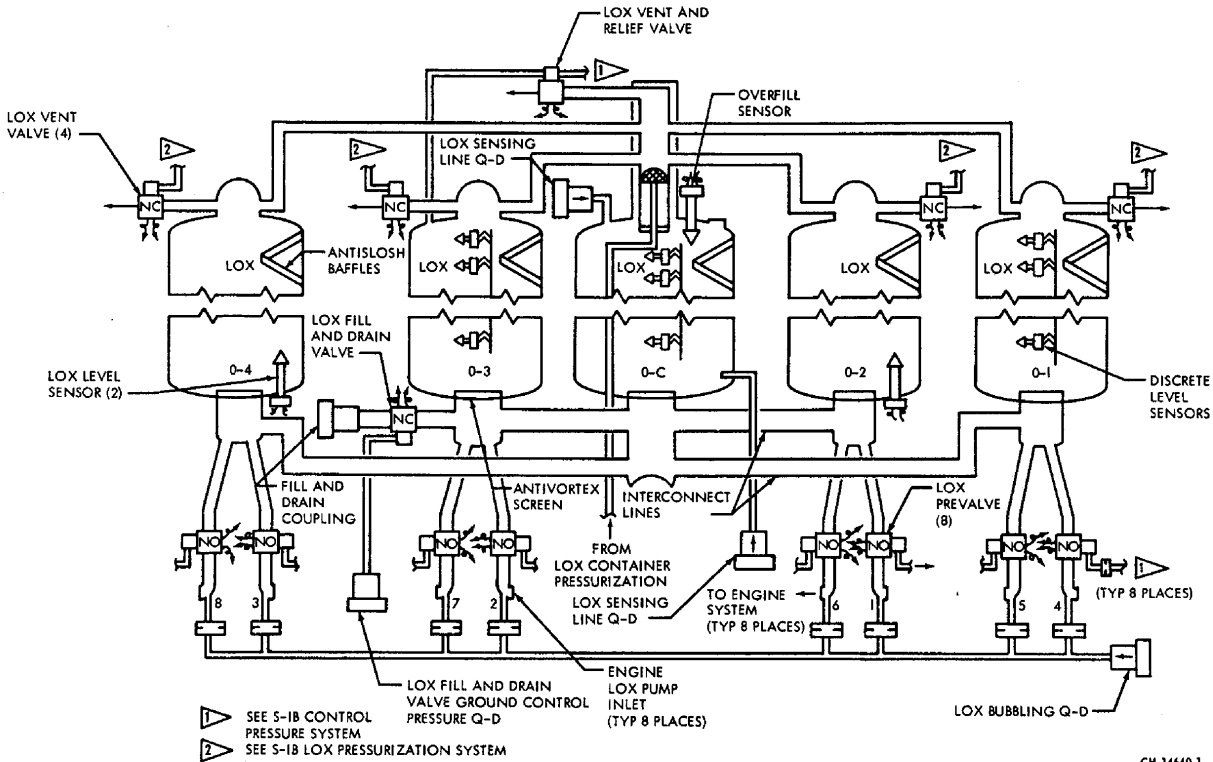 LOX VENT AND
RELIEF VALVE
1
OVERFILL
SENSOR
LOX VENT
VALVE (4)
2
2
LOX SENSING
LINE Q-D
2
2
NC
NC
NC
NC
ANTISLOSH
BAFFLES
LOX
LOX
LOX
LOX
LOX
LOX FILL
AND DRAIN
VALVE
LOX LEVEL
SENSOR (2)
0-4
0-3
0-C
0-2
0-1
DISCRETE
LEVEL
SENSORS
NC
FILL AND
DRAIN
COUPLING
ANTIVORTEX
SCREEN
INTERCONNECT
LINES
LOX
PREVALVE
(8)
NO
NO
NO
NO
NO
NO
NO
NO
FROM
LOX CONTAINER
PRESSURIZATION
LOX SENSING
LINE Q-D
TO ENGINE
SYSTEM
(TYP 8 PLACES)
1
(TYP 8 PLACES)
8
3
7
2
6
1
5
4
LOX FILL AND DRAIN
VALVE GROUND CONTROL
PRESSURE Q-D
ENGINE
LOX PUMP
INLET
(TYP 8 PLACES)
LOX BUBBLING Q-D
1 SEE S-IB CONTROL
PRESSURE SYSTEM
2 SEE S-IB LOX PRESSURIZATION SYSTEM